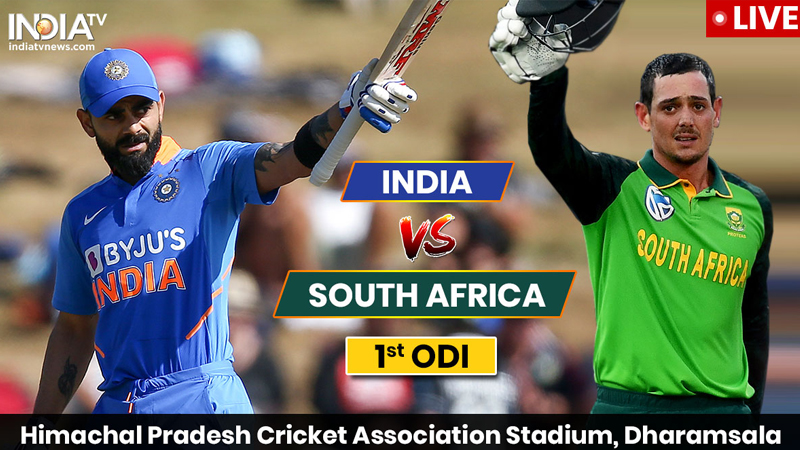 INDIA TV
indiatvnews.com
LIVE
BYJU'S
INDIA
INDIA
VS
SOUTH AFRICA
1st ODI
SOUTH AFRICA
PROTEAS
Himachal Pradesh Cricket Association Stadium, Dharamsala